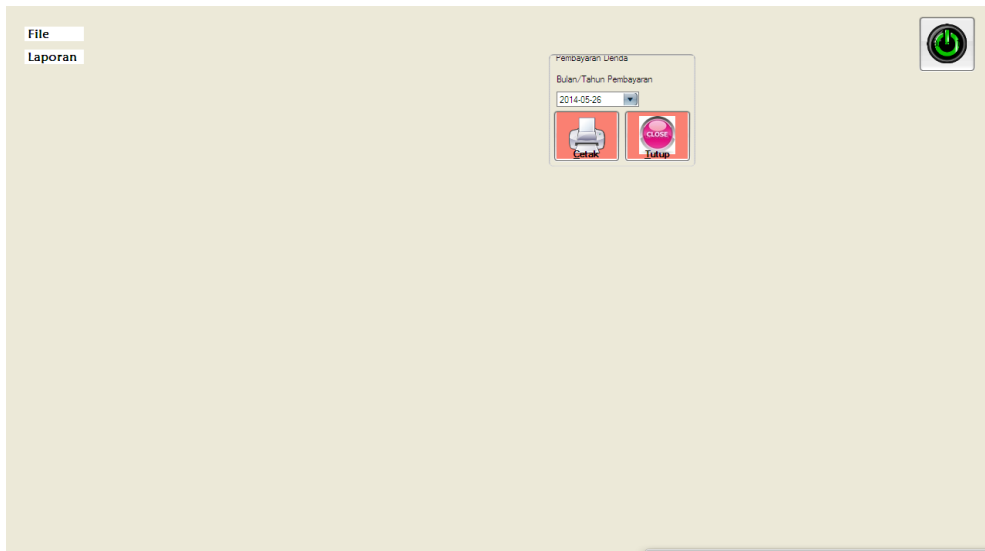 File
Laporan
Pembayaran Denda
Bulan/Tahun Pembayaran
2014-05-26
Cetak
CLOSE
Tutup